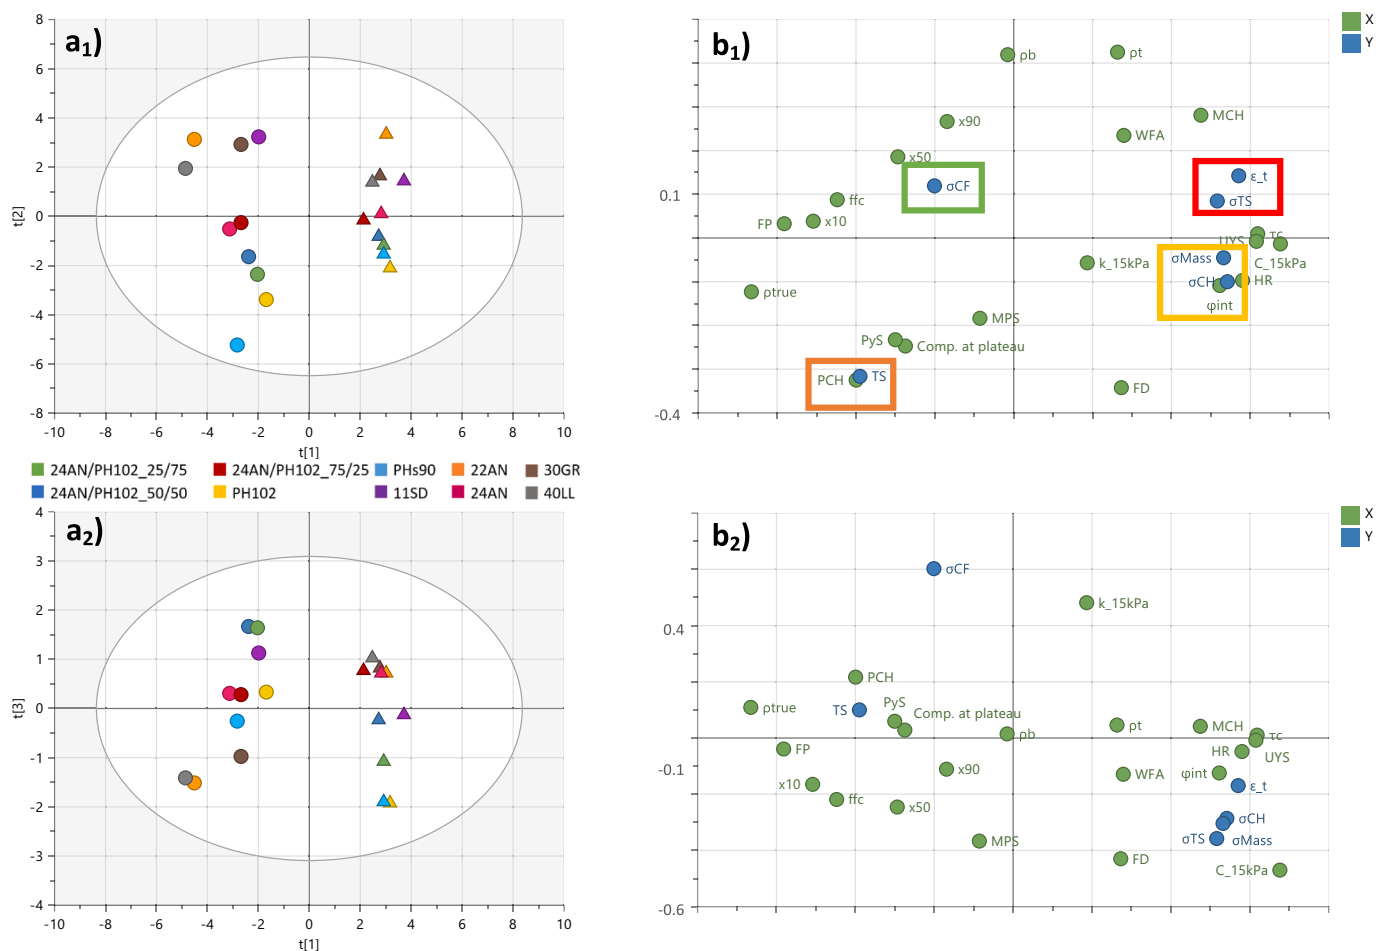 a1)
8
6
4
2
0
-2
-4
-6
-8
t[2]
-10 -8 -6 -4 -2 0 2 4 6 8 10
t[1]
b1)
X
Y
ρb
ρt
x90
MCH
WFA
x50
σCF
ε_t
σTS
0.1
ffc
FP
x10
UYS
σMass
k_15kPa
C_15kPa
σCH
HR
φint
ρtrue
MPS
PyS
Comp. at plateau
PCH
TS
FD
-0.4
24AN/PH102_25/75 24AN/PH102_75/25 PHs90 22AN 30GR
24AN/PH102_50/50 PH102 11SD 24AN 40LL
a2)
4
3
2
1
0
-1
-2
-3
-4
t[3]
-10 -8 -6 -4 -2 0 2 4 6 8 10
t[1]
b2)
X
Y
σCF
k_15kPa
0.4
PCH
ρtrue
TS
PyS
Comp. at plateau
ρb
ρt
MCH
τc
UYS
HR
FP
-0.1
x90
WFA
φint
x10
ε_t
ffc
x50
σCH
σTS
σMass
MPS
FD
C_15kPa
-0.6